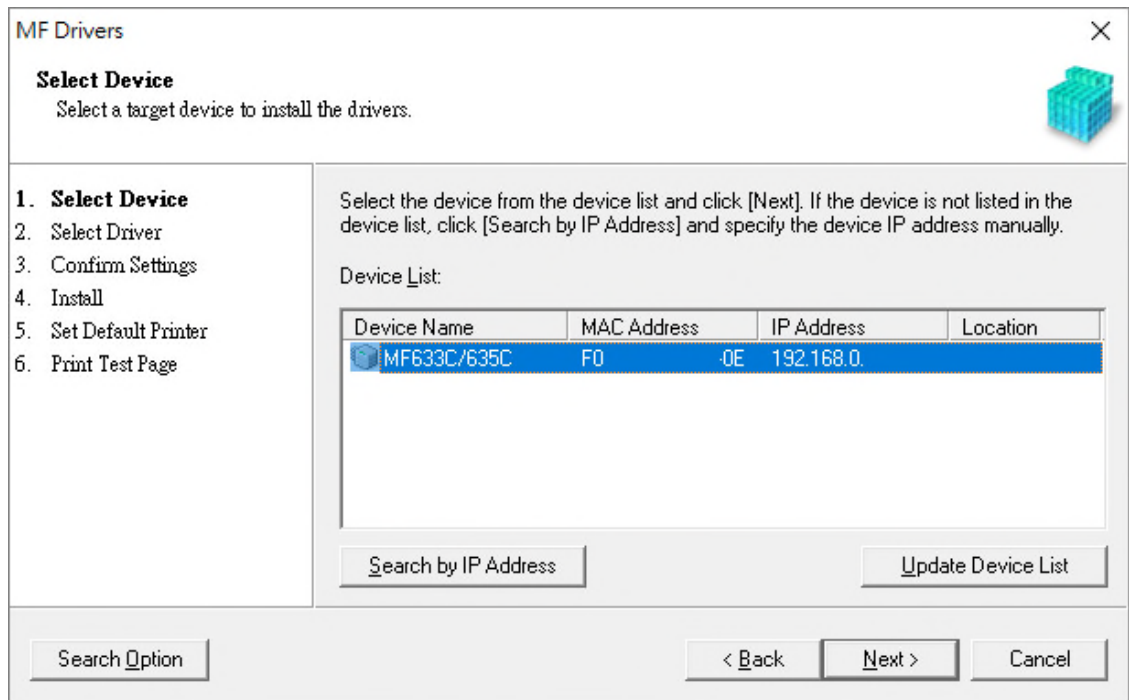 MF Drivers
Select Device
Select a target device to install the drivers.
1. Select Device
2. Select Driver
3. Confirm Settings
4. Install
5. Set Default Printer
6. Print Test Page
Select the device from the device list and click [Next]. If the device is not listed in the
device list, click [Search by IP Address] and specify the device IP address manually.
Device List:
Device Name MAC Address IP Address Location
MF633C/635C F0 -0E 192.168.0.
Search by IP Address Update Device List
Search Option < Back Next > Cancel